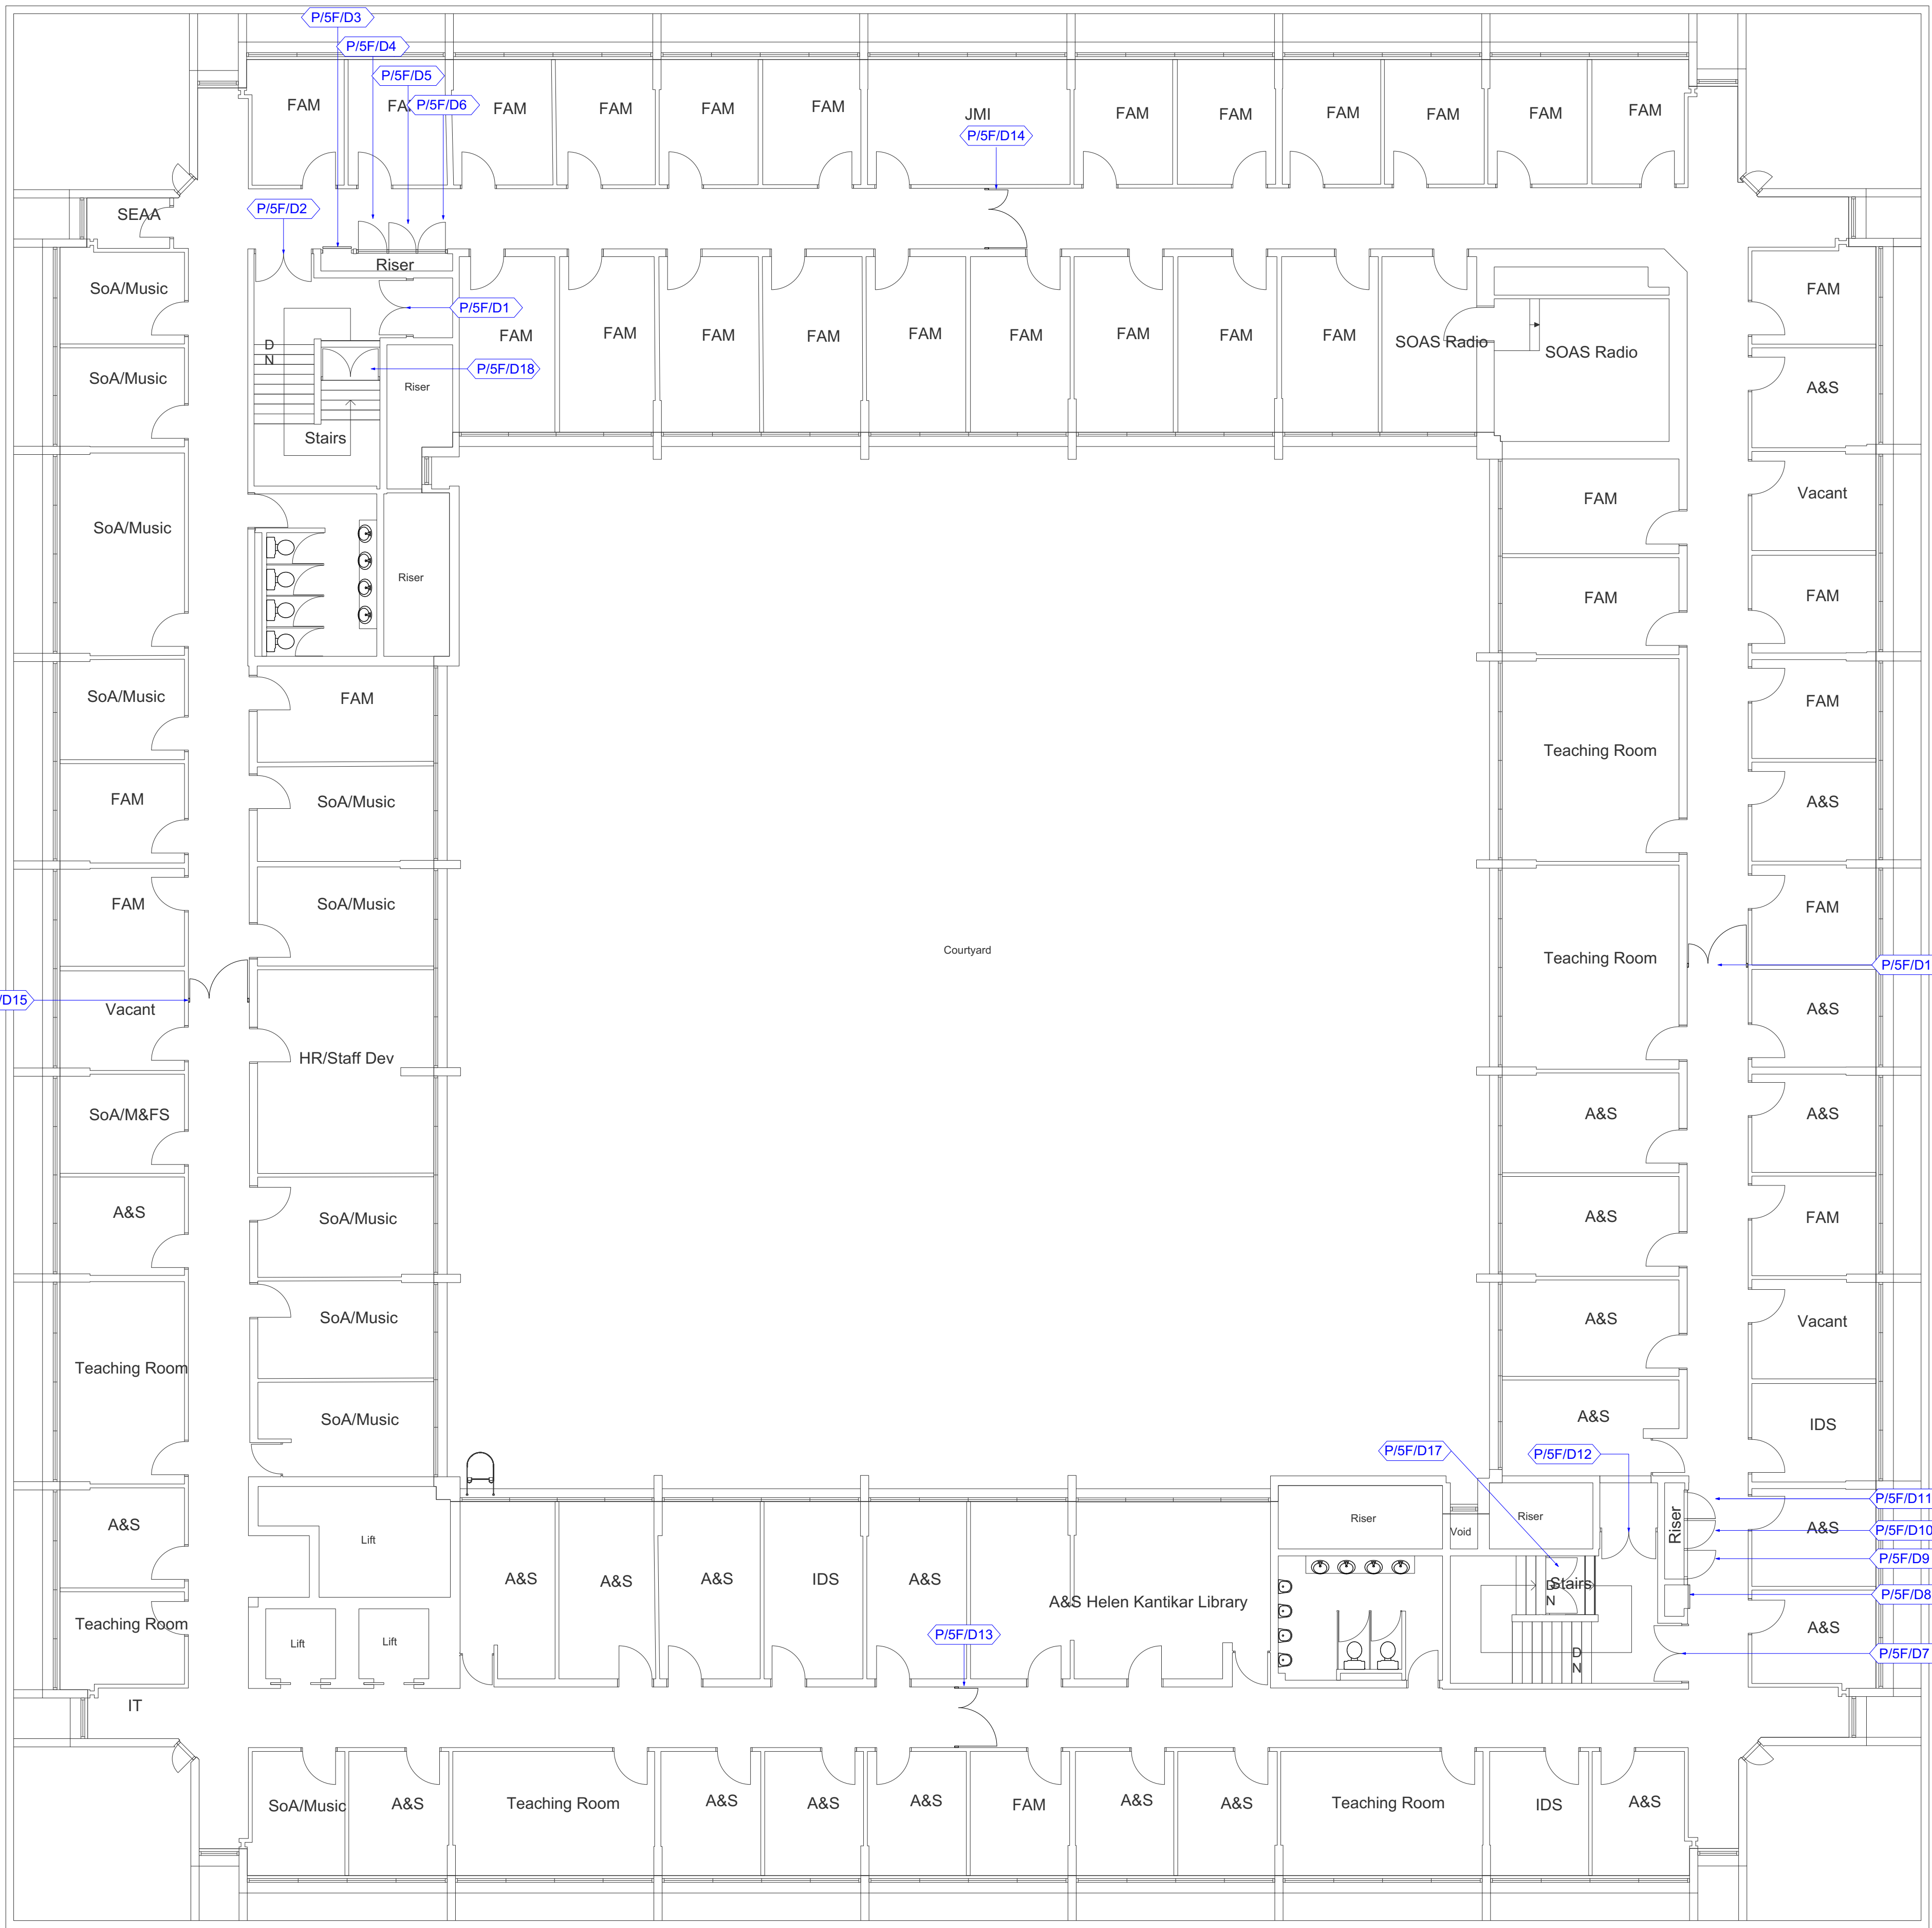 P/5F/D3
P/5F/D4
P/5F/D5
P/5F/D6
FAM
FAM
FAM
FAM
FAM
JMI
P/5F/D14
FAM
FAM
FAM
FAM
FAM
FAM
SEAA
P/5F/D2
Riser
P/5F/D1
P/5F/D18
D
N
Stairs
Riser
FAM
FAM
FAM
FAM
FAM
FAM
FAM
FAM
FAM
SOAS Radio
SOAS Radio
SoA/Music
SoA/Music
SoA/Music
SoA/Music
FAM
FAM
Vacant
/D15
SoA/M&FS
A&S
Teaching Room
A&S
Teaching Room
IT
Riser
FAM
SoA/Music
SoA/Music
HR/Staff Dev
SoA/Music
SoA/Music
SoA/Music
Courtyard
FAM
FAM
Teaching Room
Teaching Room
A&S
A&S
A&S
A&S
FAM
A&S
Vacant
FAM
FAM
A&S
FAM
P/5F/D1
A&S
A&S
FAM
Vacant
IDS
A&S
A&S
P/5F/D17
P/5F/D12
P/5F/D11
P/5F/D10
P/5F/D9
P/5F/D8
P/5F/D7
Riser
Void
Riser
Riser
Stairs
D
N
D
N
Lift
Lift
Lift
A&S
A&S
A&S
IDS
A&S
A&S Helen Kantikar Library
P/5F/D13
SoA/Music
A&S
Teaching Room
A&S
A&S
A&S
FAM
A&S
A&S
Teaching Room
IDS
A&S